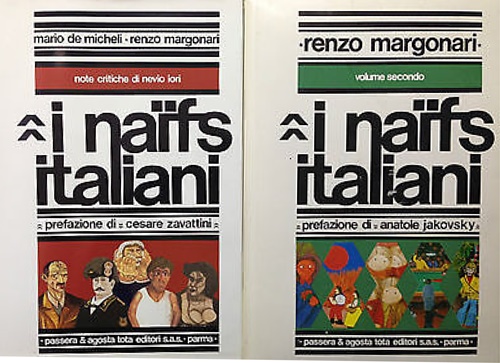 mario de micheli - renzo margonari
note critiche di nevio iori
i naïfs
italiani
prefazione di cesare zavattini
· passera & agosta tota editori s.a.s. · parma ·
· renzo margonari ·
volume secondo
i naïfs
italiani
prefazione di anatole jakovsky
· passera & agosta tota editori s.a.s. · parma ·